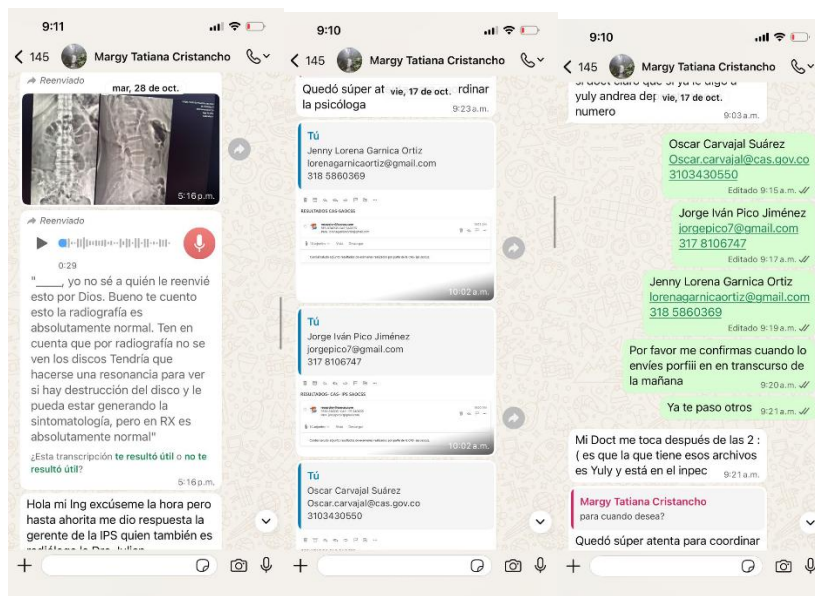 9:11
145 Margy Tatiana Cristancho
Reenviado
mar, 28 de oct.
5:16 p.m.
Reenviado
0:29
"____, yo no sé a quién le reenvié
esto por Dios. Bueno te cuento
esto la radiografía es
absolutamente normal. Ten en
cuenta que por radiografía no se
ven los discos Tendría que
hacerse una resonancia para ver
si hay destrucción del disco y le
pueda estar generando la
sintomatología, pero en RX es
absolutamente normal"
¿Esta transcripción te resultó útil o no te
resultó útil?
5:16 p.m.
Hola mi Ing excúseme la hora pero
hasta ahorita me dio respuesta la
gerente de la IPS quien también es
9:10
145 Margy Tatiana Cristancho
Quedó súper at vie, 17 de oct. rdinar
la psicóloga
9:23 a.m.
Tú
Jenny Lorena Garnica Ortiz
lorenagarnicaortiz@gmail.com
318 5860369
RESULTADOS CAS-SAOCSS
10:02 a.m.
Tú
Jorge Iván Pico Jiménez
jorgepico7@gmail.com
317 8106747
RESULTADOS- CAS- IPS SAOCSS
10:02 a.m.
Tú
Oscar Carvajal Suárez
Oscar.carvajal@cas.gov.co
3103430550
9:10
145 Margy Tatiana Cristancho
vie, 17 de oct.
numero
9:03 a.m.
Oscar Carvajal Suárez
Oscar.carvajal@cas.gov.co
3103430550
Editado 9:15 a.m.
Jorge Iván Pico Jiménez
jorgepico7@gmail.com
317 8106747
Editado 9:17 a.m.
Jenny Lorena Garnica Ortiz
lorenagarnicaortiz@gmail.com
318 5860369
Editado 9:19 a.m.
Por favor me confirmas cuando lo
envíes porfiii en en transcurso de
la mañana
9:20 a.m.
Ya te paso otros 9:21 a.m.
Mi Doct me toca después de las 2 :
( es que la que tiene esos archivos
es Yuly y está en el inpec
9:21 a.m.
Margy Tatiana Cristancho
para cuando desea?
Quedó súper atenta para coordinar